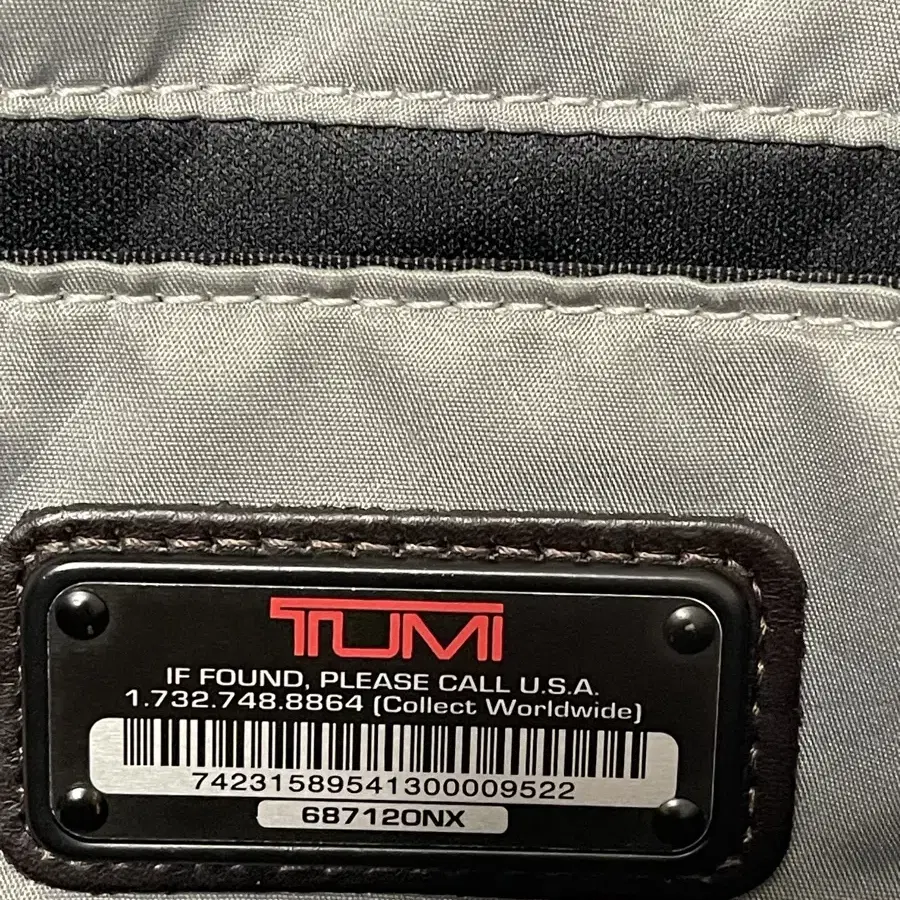 TUMI
IF FOUND, PLEASE CALL U.S.A.
1.732.748.8864 (Collect Worldwide)
74231589541300009522
68712ONX